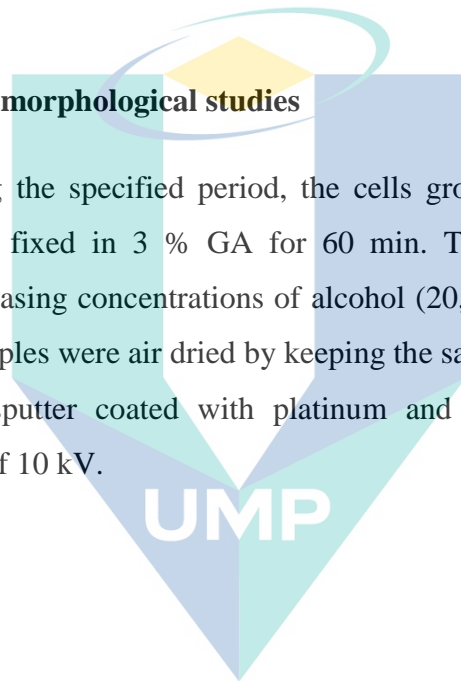 morphological studies
the specified period, the cells gro
fixed in 3 % GA for 60 min. T
asing concentrations of alcohol (20,
ples were air dried by keeping the sa
sputter coated with platinum and
f 10 kV.
UMP